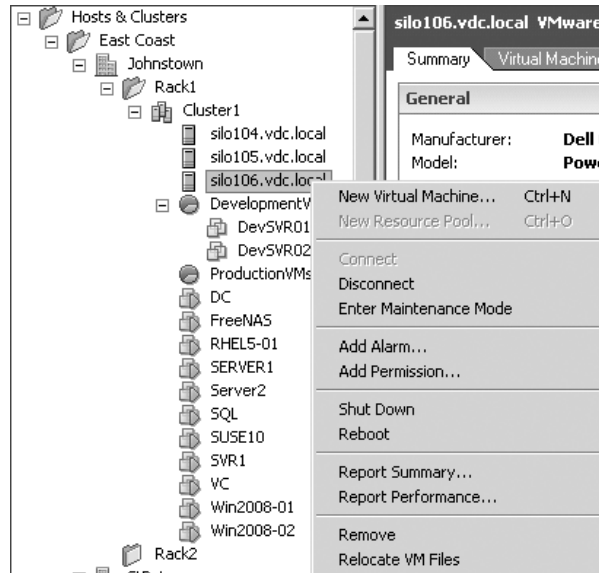 Hosts & Clusters
East Coast
Johnstown
Rack1
Cluster1
silo104.vdc.local
silo105.vdc.local
silo106.vdc.local
DevelopmentV
DevSVR01
DevSVR02
ProductionVMs
DC
FreeNAS
RHEL5-01
SERVER1
Server2
SQL
SUSE10
SVR1
VC
Win2008-01
Win2008-02
Rack2
silo106.vdc.local VMware
Summary Virtual Machine
General
Manufacturer: Dell
Model: Powe
New Virtual Machine... Ctrl+N
New Resource Pool... Ctrl+O
Connect
Disconnect
Enter Maintenance Mode
Add Alarm...
Add Permission...
Shut Down
Reboot
Report Summary...
Report Performance...
Remove
Relocate VM Files